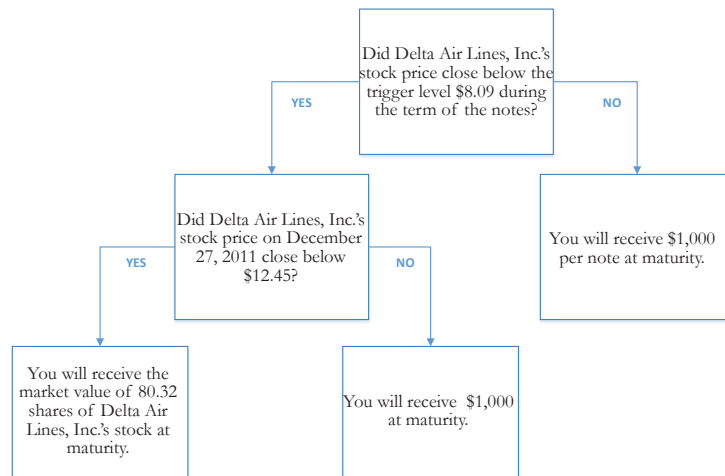 Did Delta Air Lines, Inc.'s
stock price close below the
trigger level $8.09 during
the term of the notes?
YES
NO
Did Delta Air Lines, Inc.'s
stock price on December
27, 2011 close below
$12.45?
You will receive $1,000
per note at maturity.
YES
NO
You will receive the
market value of 80.32
shares of Delta Air
Lines, Inc.'s stock at
maturity.
You will receive $1,000
at maturity.